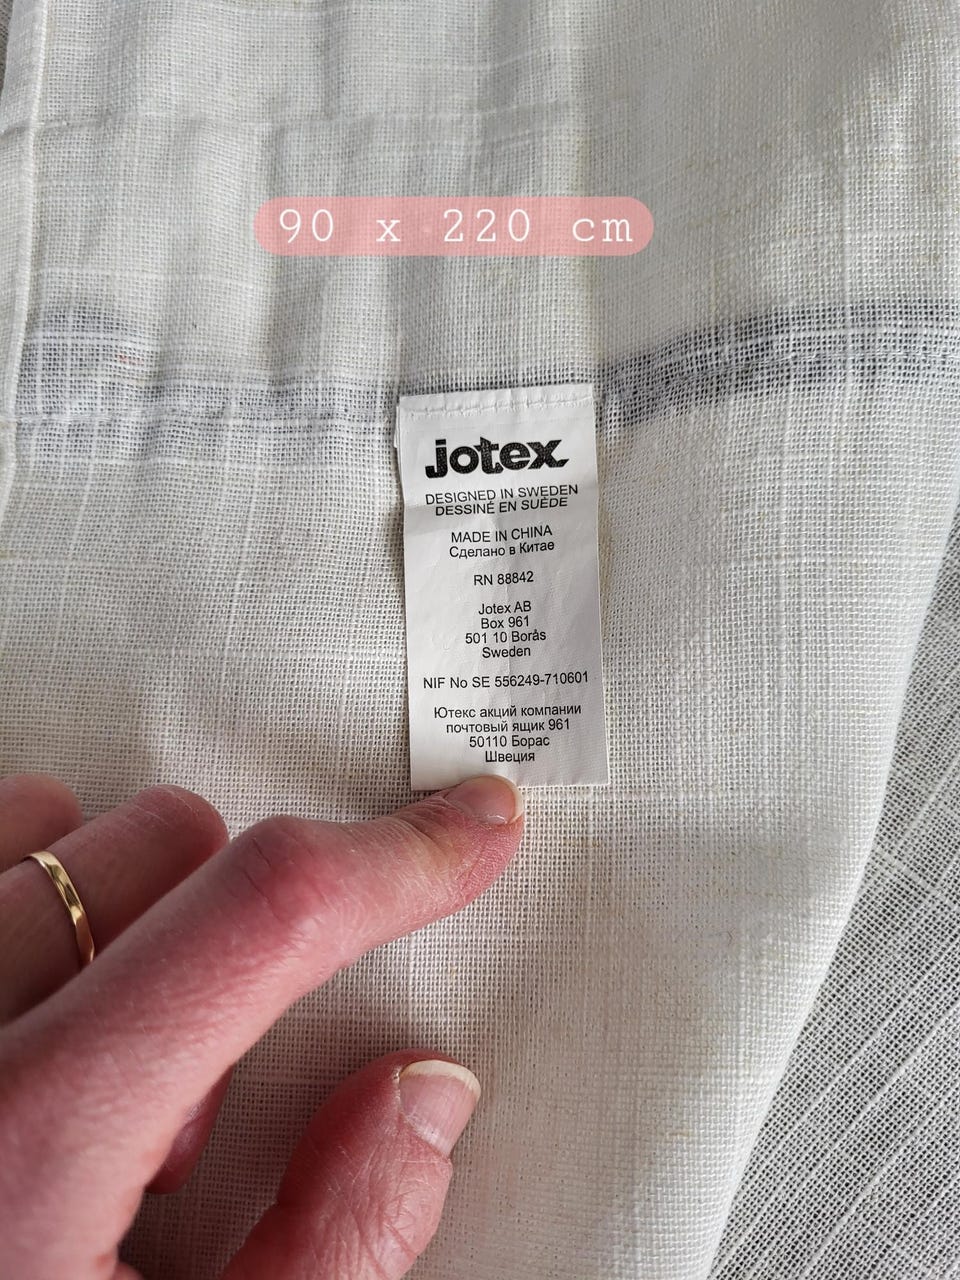 90 x 220 cm
jotex
DESIGNED IN SWEDEN
DESSINÉ EN SUÈDE
MADE IN CHINA
Сделано в Китае
RN 88842
Jotex AB
Box 961
501 10 Borås
Sweden
NIF No SE 556249-710601
Ютекс акций компании
почтовый ящик 961
50110 Борас
Швеция